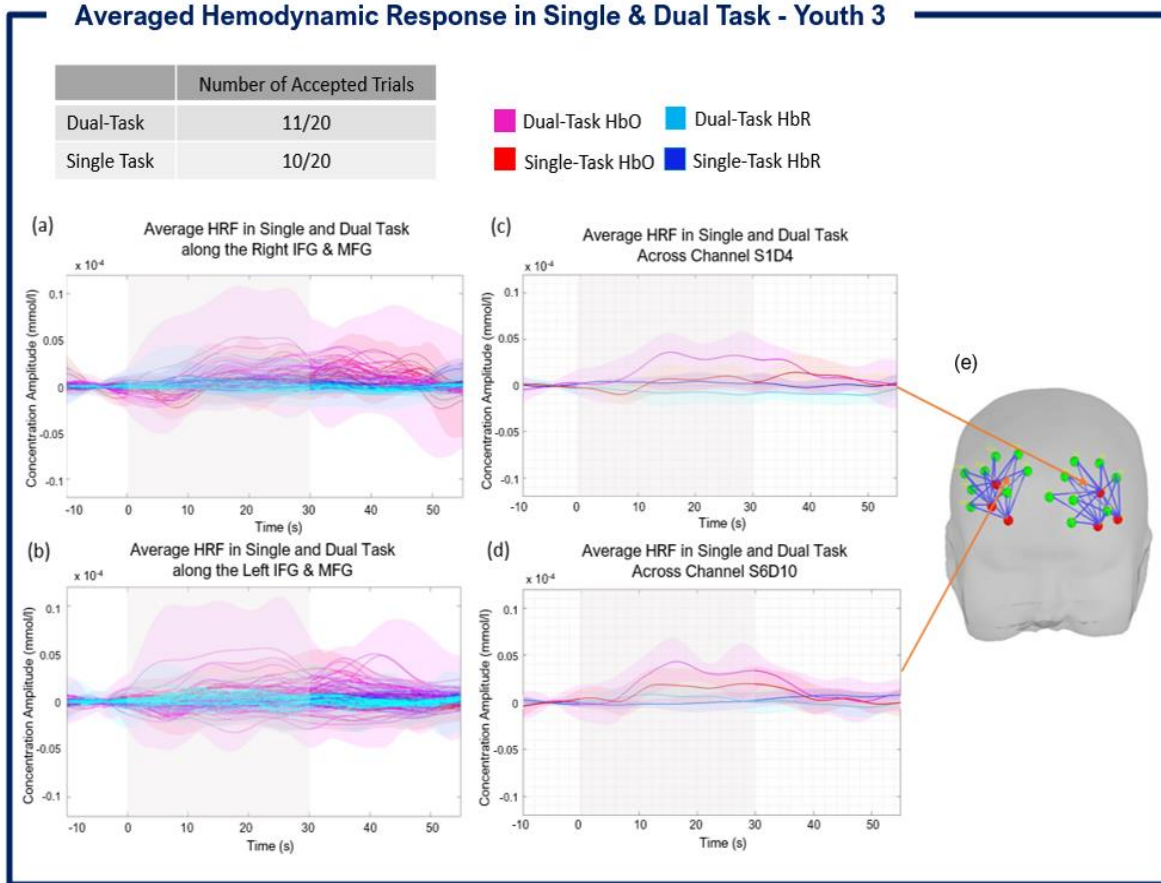 Averaged Hemodynamic Response in Single & Dual Task - Youth 3
Number of Accepted Trials
Dual-Task 11/20
Single Task 10/20
Dual-Task HbO Dual-Task HbR
Single-Task HbO Single-Task HbR
(a)
Average HRF in Single and Dual Task
along the Right IFG & MFG
x 10-4
Concentration Amplitude (mmol/l)
0.1
0.05
0
-0.05
-0.1
-10 0 10 20 30 40 50
Time (s)
(c)
Average HRF in Single and Dual Task
Across Channel S1D4
x 10-4
Concentration Amplitude (mmol/l)
0.1
0.05
0
-0.05
-0.1
-10 0 10 20 30 40 50
Time (s)
(e)
(b)
Average HRF in Single and Dual Task
along the Left IFG & MFG
x 10-4
Concentration Amplitude (mmol/l)
0.1
0.05
0
-0.05
-0.1
-10 0 10 20 30 40 50
Time (s)
(d)
Average HRF in Single and Dual Task
Across Channel S6D10
x 10-4
Concentration Amplitude (mmol/l)
0.1
0.05
0
-0.05
-0.1
-10 0 10 20 30 40 50
Time (s)